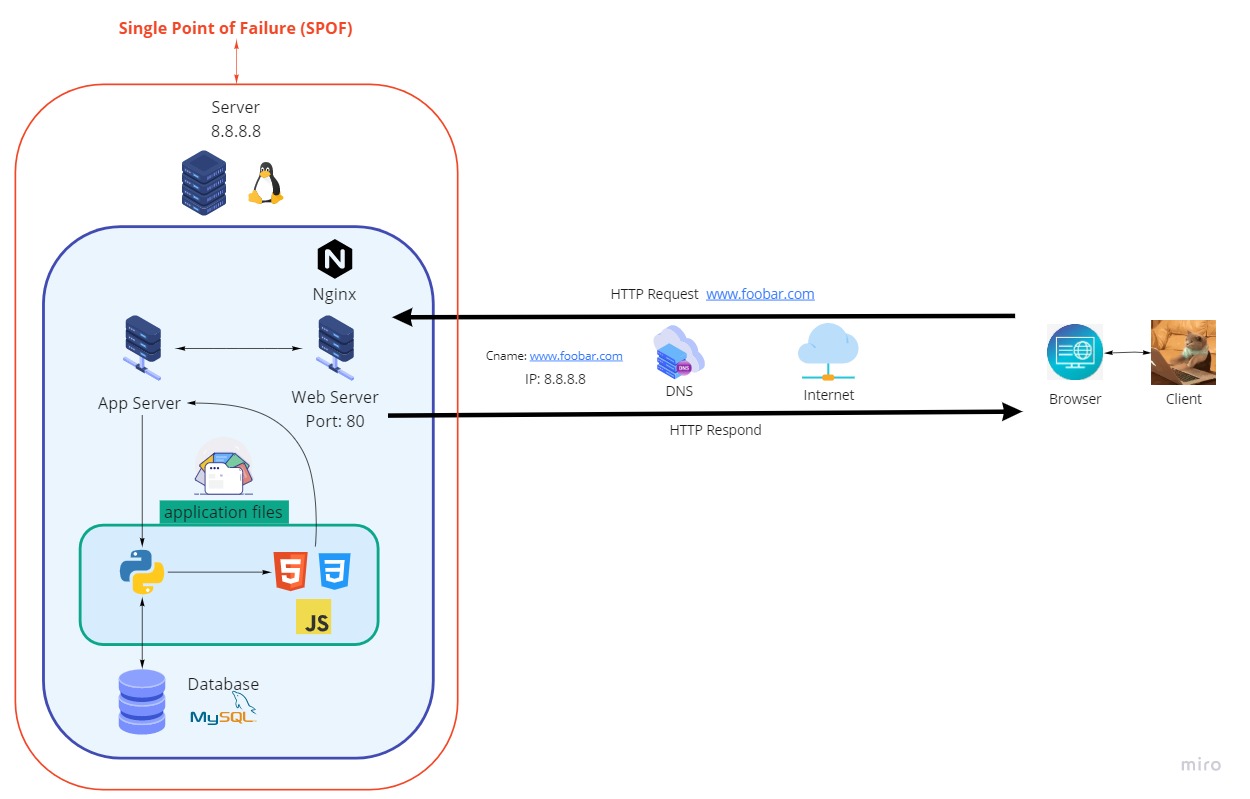 Single Point of Failure (SPOF)
Server
8.8.8.8
N
Nginx
HTTP Request www.foobar.com
Cname: www.foobar.com
IP: 8.8.8.8
DNS
DNS
Internet
Browser
Client
App Server
Web Server
Port: 80
HTTP Respond
application files
5
3
JS
Database
MySQL
miro